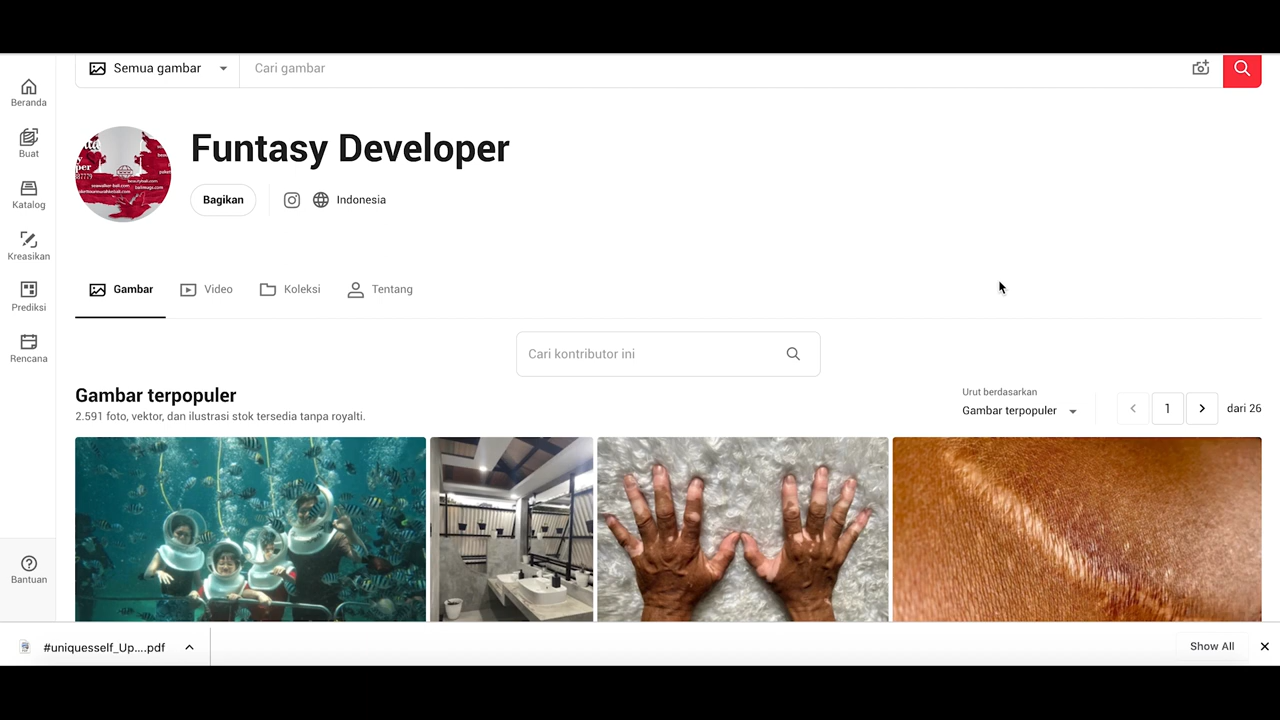 Semua gambar
Cari gambar
Beranda
Buat
Katalog
Kreasikan
Prediksi
Rencana
Bantuan
Funtasy Developer
Bagikan
Indonesia
Gambar
Video
Koleksi
Tentang
Cari kontributor ini
Gambar terpopuler
2.591 foto, vektor, dan ilustrasi stok tersedia tanpa royalti.
Urut berdasarkan
Gambar terpopuler
1
dari 26
#uniquesself_Up....pdf
Show All